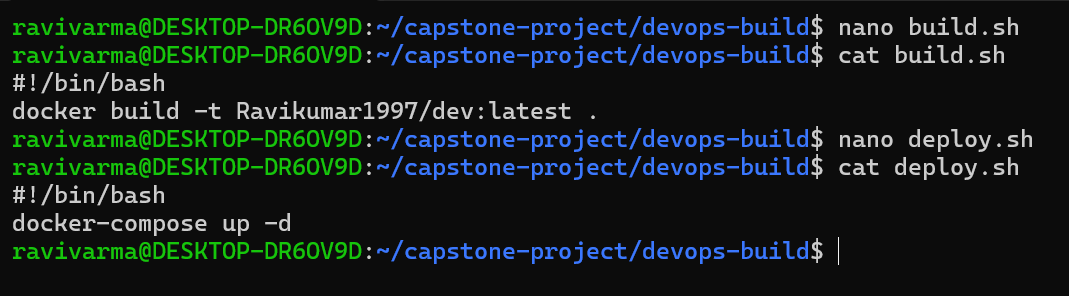 ravivarma@DESKTOP-DR6OV9D:~/capstone-project/devops-build$ nano build.sh
ravivarma@DESKTOP-DR6OV9D:~/capstone-project/devops-build$ cat build.sh
#!/bin/bash
docker build -t Ravikumar1997/dev:latest .
ravivarma@DESKTOP-DR6OV9D:~/capstone-project/devops-build$ nano deploy.sh
ravivarma@DESKTOP-DR6OV9D:~/capstone-project/devops-build$ cat deploy.sh
#!/bin/bash
docker-compose up -d
ravivarma@DESKTOP-DR6OV9D:~/capstone-project/devops-build$